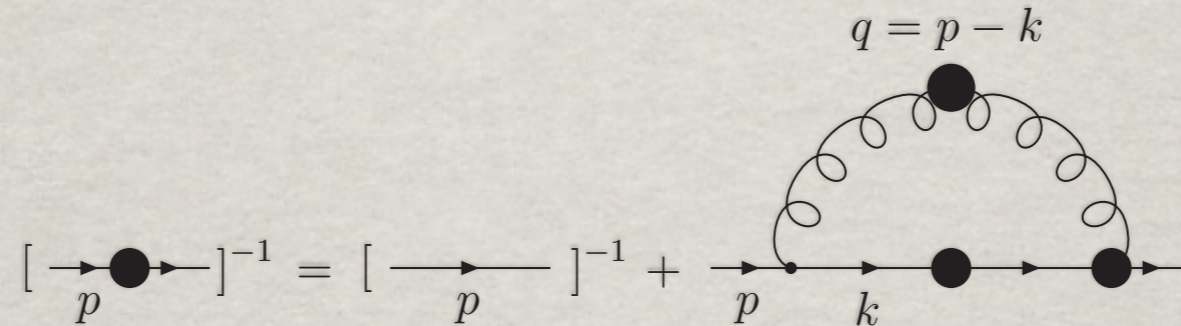 q = p − k
[ ]⁻¹ = [ ]⁻¹ +
p p p k